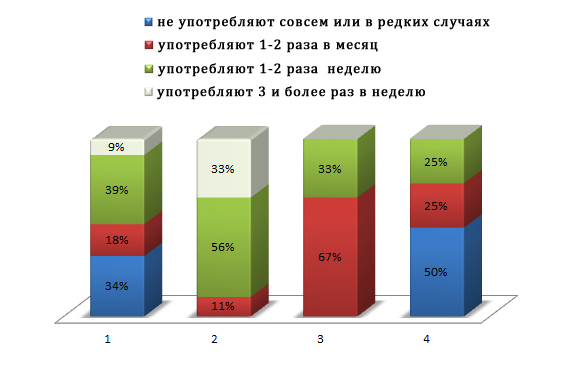 не употребляют совсем или в редких случаях
употребляют 1-2 раза в месяц
употребляют 1-2 раза неделю
употребляют 3 и более раз в неделю
9%
39%
18%
34%
33%
56%
11%
33%
67%
25%
25%
50%
1 2 3 4